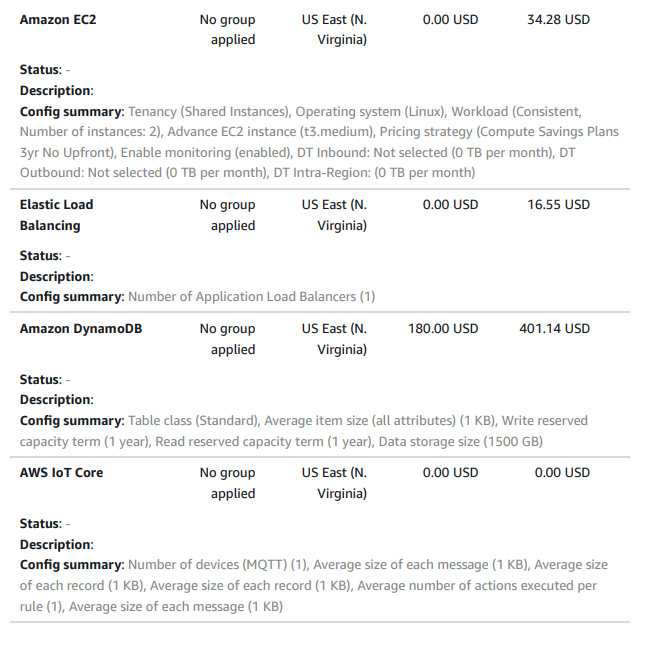 Amazon EC2 No group applied US East (N. Virginia) 0.00 USD 34.28 USD
Status: -
Description:
Config summary: Tenancy (Shared Instances), Operating system (Linux), Workload (Consistent,
Number of instances: 2), Advance EC2 instance (t3.medium), Pricing strategy (Compute Savings Plans
3yr No Upfront), Enable monitoring (enabled), DT Inbound: Not selected (0 TB per month), DT
Outbound: Not selected (0 TB per month), DT Intra-Region: (0 TB per month)
Elastic Load Balancing No group applied US East (N. Virginia) 0.00 USD 16.55 USD
Status: -
Description:
Config summary: Number of Application Load Balancers (1)
Amazon DynamoDB No group applied US East (N. Virginia) 180.00 USD 401.14 USD
Status: -
Description:
Config summary: Table class (Standard), Average item size (all attributes) (1 KB), Write reserved
capacity term (1 year), Read reserved capacity term (1 year), Data storage size (1500 GB)
AWS IoT Core No group applied US East (N. Virginia) 0.00 USD 0.00 USD
Status: -
Description:
Config summary: Number of devices (MQTT) (1), Average size of each message (1 KB), Average size
of each record (1 KB), Average size of each record (1 KB), Average number of actions executed per
rule (1), Average size of each message (1 KB)